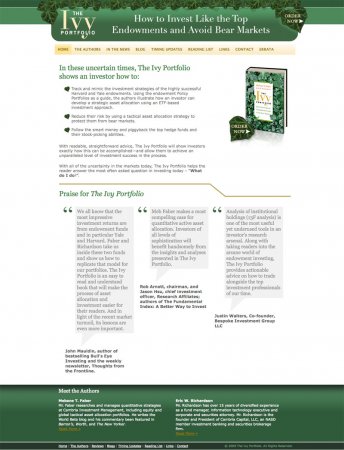 THE
Ivy
PORTFOLIO
How to Invest Like the Top
Endowments and Avoid Bear Markets
ORDER
NOW
HOME THE AUTHORS IN THE NEWS BLOG TIMING UPDATES READING LIST LINKS CONTACT ERRATA
In these uncertain times, The Ivy Portfolio
shows an investor how to:
Track and mimic the investment strategies of the highly successful
Harvard and Yale endowments. Using the endowment Policy
Portfolios as a guide, the authors illustrate how an investor can
develop a strategic asset allocation using an ETF-based
investment approach.
Reduce their risk by using a tactical asset allocation strategy to
protect them from bear markets.
Follow the smart money and piggyback the top hedge funds and
their stock-picking abilities.
With readable, straightforward advice, The Ivy Portfolio will show investors
exactly how this can be accomplished—and allow them to achieve an
unparalleled level of investment success in the process.
With all of the uncertainty in the markets today, The Ivy Portfolio helps the
reader answer the most often asked question in investing today - "What
do I do?".
Ivy
ORDER
NOW
Praise for The Ivy Portfolio
We all know that the
most impressive
investment returns are
from endowment funds
and in particular Yale
and Harvard. Faber and
Richardson take us
inside these two funds
and show us how to
replicate that model for
our portfolios. The Ivy
Portfolio is an easy to
read and understand
book that will make the
process of asset
allocation and
investment easier for
their readers. And in
light of the recent market
turmoil, its lessons are
even more important.
John Mauldin, author of
bestselling Bull's Eye
Investing and the weekly
newsletter, Thoughts from
the Frontline.
Meb Faber makes a most
compelling case for
quantitative active asset
allocation. Investors of
all levels of
sophistication will
benefit handsomely from
the insights and analyses
presented in The Ivy
Portfolio.
Rob Arnott, chairman, and
Jason Hsu, chief investment
officer, Research Affiliates;
authors of The Fundamental
Index: A Better Way to Invest
Analysis of institutional
holdings (13F analysis) is
one of the most useful
yet underused tools in an
investor's research
arsenal. Along with
taking readers into the
arcane world of
endowment investing,
The Ivy Portfolio
provides actionable
advice on how to trade
alongside the top
investment professionals
of our time.
Justin Walters, Co-founder,
Bespoke Investment Group
LLC
Meet the Authors
Mebane T. Faber
Mr. Faber researches and manages quantitative strategies
at Cambria Investment Management, including equity and
global tactical asset allocation portfolios. He writes the
World Beta blog and his commentary has been featured in
Barron's, Worth, and The New Yorker.
Read More >
Eric W. Richardson
Mr. Richardson has over 15 years of diversified experience
as a fund manager, information technology executive and
corporate and securities attorney. Mr. Richardson is the
founder and President of Cambria Capital, LLC, an NASD
member investment banking and securities brokerage
firm.
Read More >
Home The Authors Reviews Blogs Timing Updates Reading List Links Contact
© 2009 The Ivy Portfolio. All Rights Reserved.